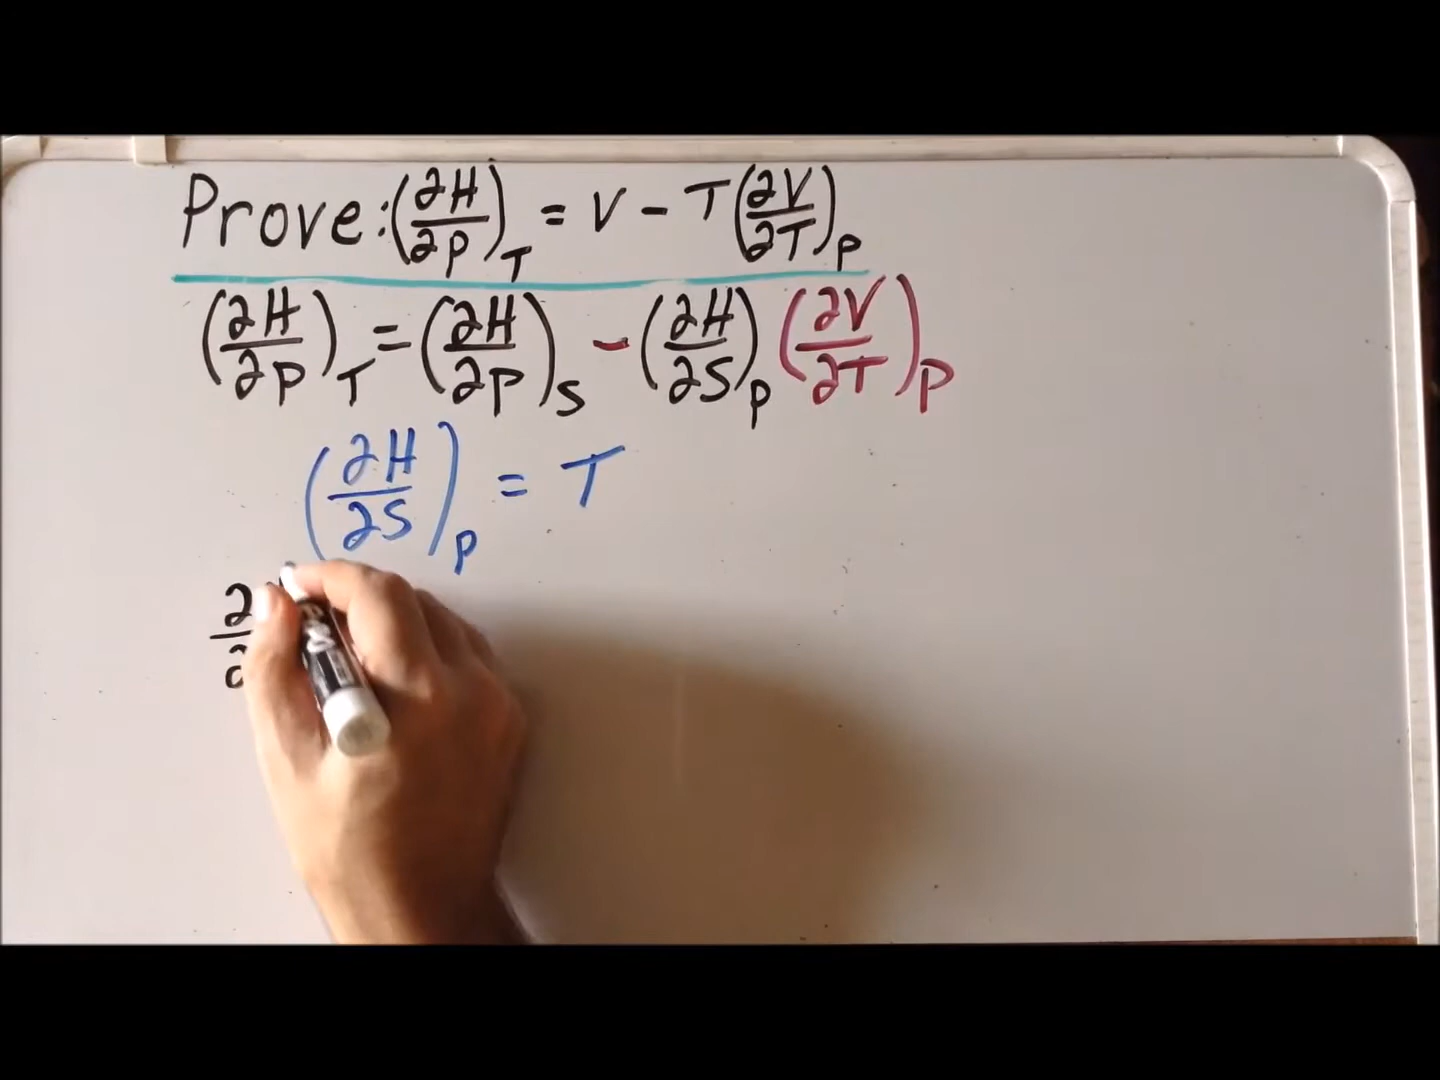 Prove: (∂H/∂P)_T = V - T(∂V/∂T)_P
(∂H/∂P)_T = (∂H/∂P)_S - (∂H/∂S)_P (∂V/∂T)_P
(∂H/∂S)_P = T
∂